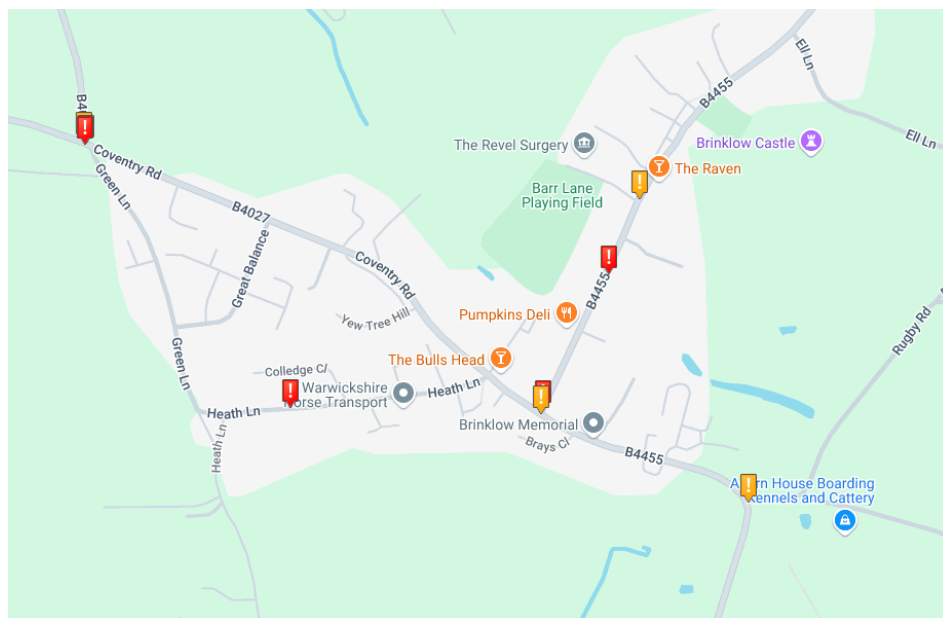 Ell Ln
B4455
Ell Ln
Brinklow Castle
The Revel Surgery
The Raven
Barr Lane
Playing Field
Coventry Rd
Green Ln
B4027
Great Balance
Coventry Rd
B4455
Rugby Rd
Yew Tree Hill
Pumpkins Deli
The Bulls Head
Green Ln
Colledge Cl
Warwickshire
Horse Transport
Heath Ln
Heath Ln
Heath Ln
Brinklow Memorial
Brays Cl
B4455
House Boarding
Kennels and Cattery